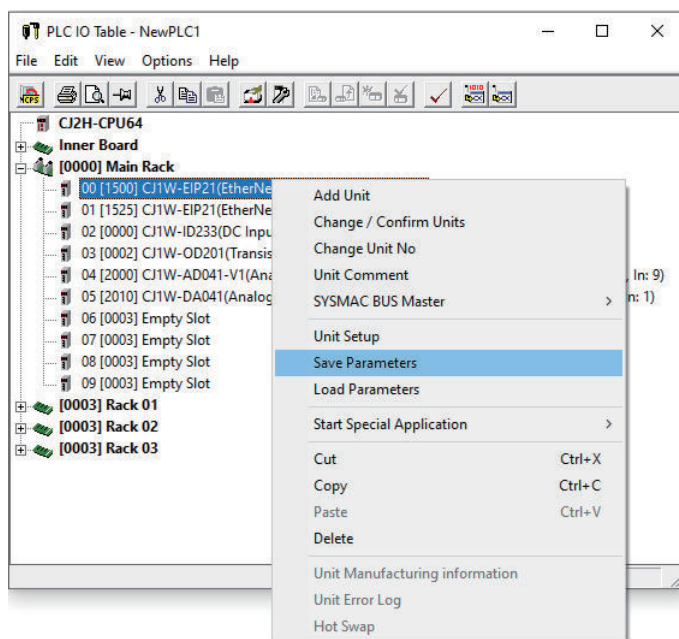 PLC IO Table - NewPLC1
File Edit View Options Help
NCPS
CJ2H-CPU64
Inner Board
[0000] Main Rack
00 [1500] CJ1W-EIP21(EtherNe
01 [1525] CJ1W-EIP21(EtherNe
02 [0000] CJ1W-ID233(DC Inpu
03 [0002] CJ1W-OD201(Transis
04 [2000] CJ1W-AD041-V1(Ana , In: 9)
05 [2010] CJ1W-DA041(Analog n: 1)
06 [0003] Empty Slot
07 [0003] Empty Slot
08 [0003] Empty Slot
09 [0003] Empty Slot
[0003] Rack 01
[0003] Rack 02
[0003] Rack 03
Add Unit
Change / Confirm Units
Change Unit No
Unit Comment
SYSMAC BUS Master
Unit Setup
Save Parameters
Load Parameters
Start Special Application
Cut Ctrl+X
Copy Ctrl+C
Paste Ctrl+V
Delete
Unit Manufacturing information
Unit Error Log
Hot Swap